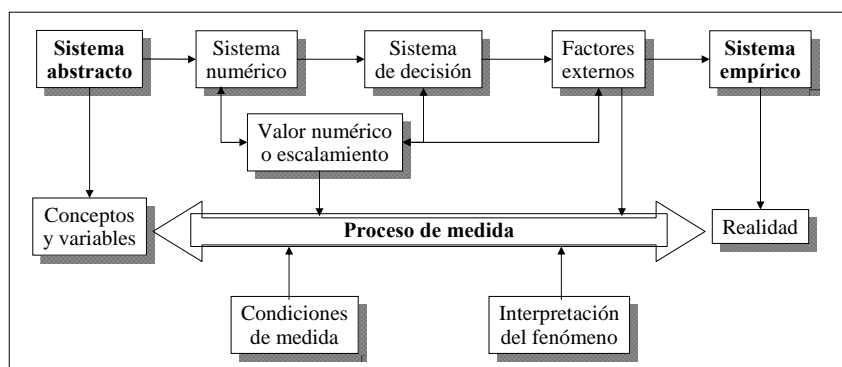 Sistema
abstracto
Sistema
numérico
Sistema
de decisión
Factores
externos
Sistema
empírico
Valor numérico
o escalamiento
Conceptos
y variables
Proceso de medida
Realidad
Condiciones
de medida
Interpretación
del fenómeno